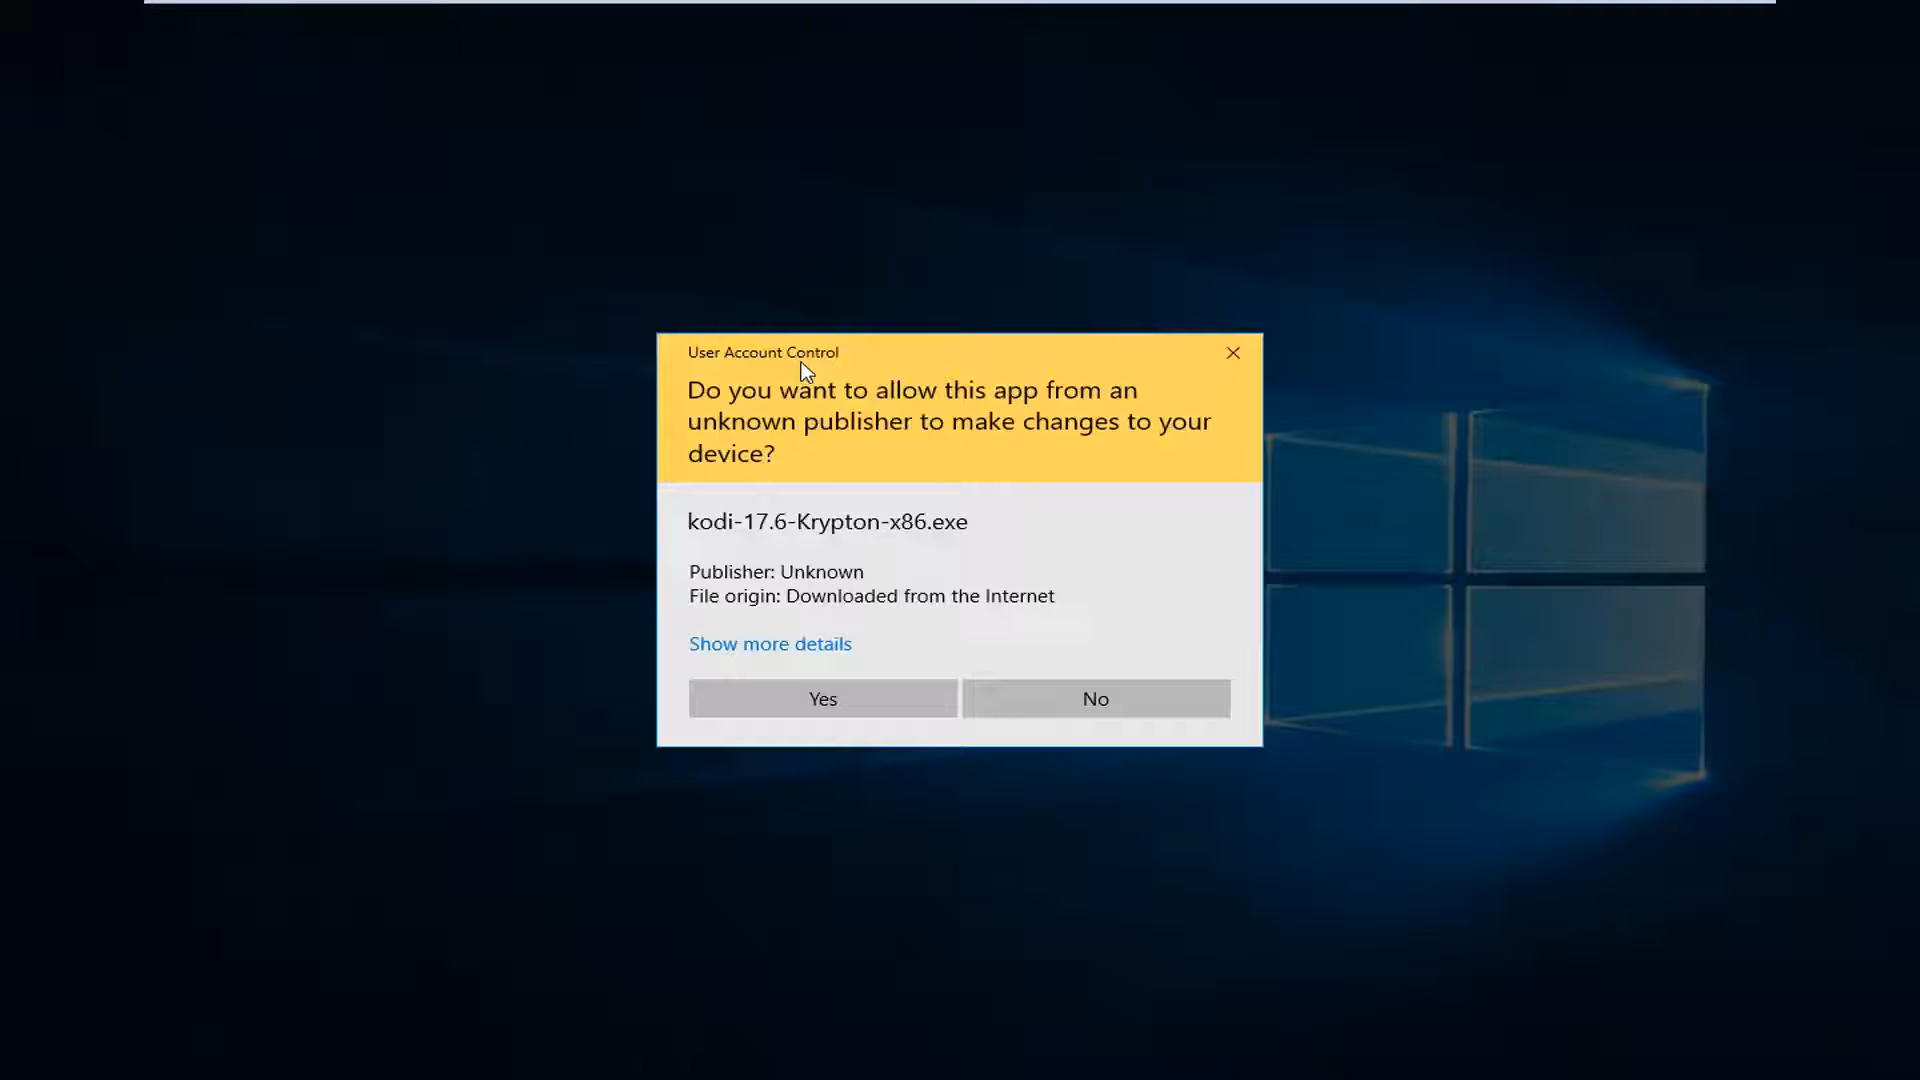 User Account Control
Do you want to allow this app from an
unknown publisher to make changes to your
device?
kodi-17.6-Krypton-x86.exe
Publisher: Unknown
File origin: Downloaded from the Internet
Show more details
Yes
No